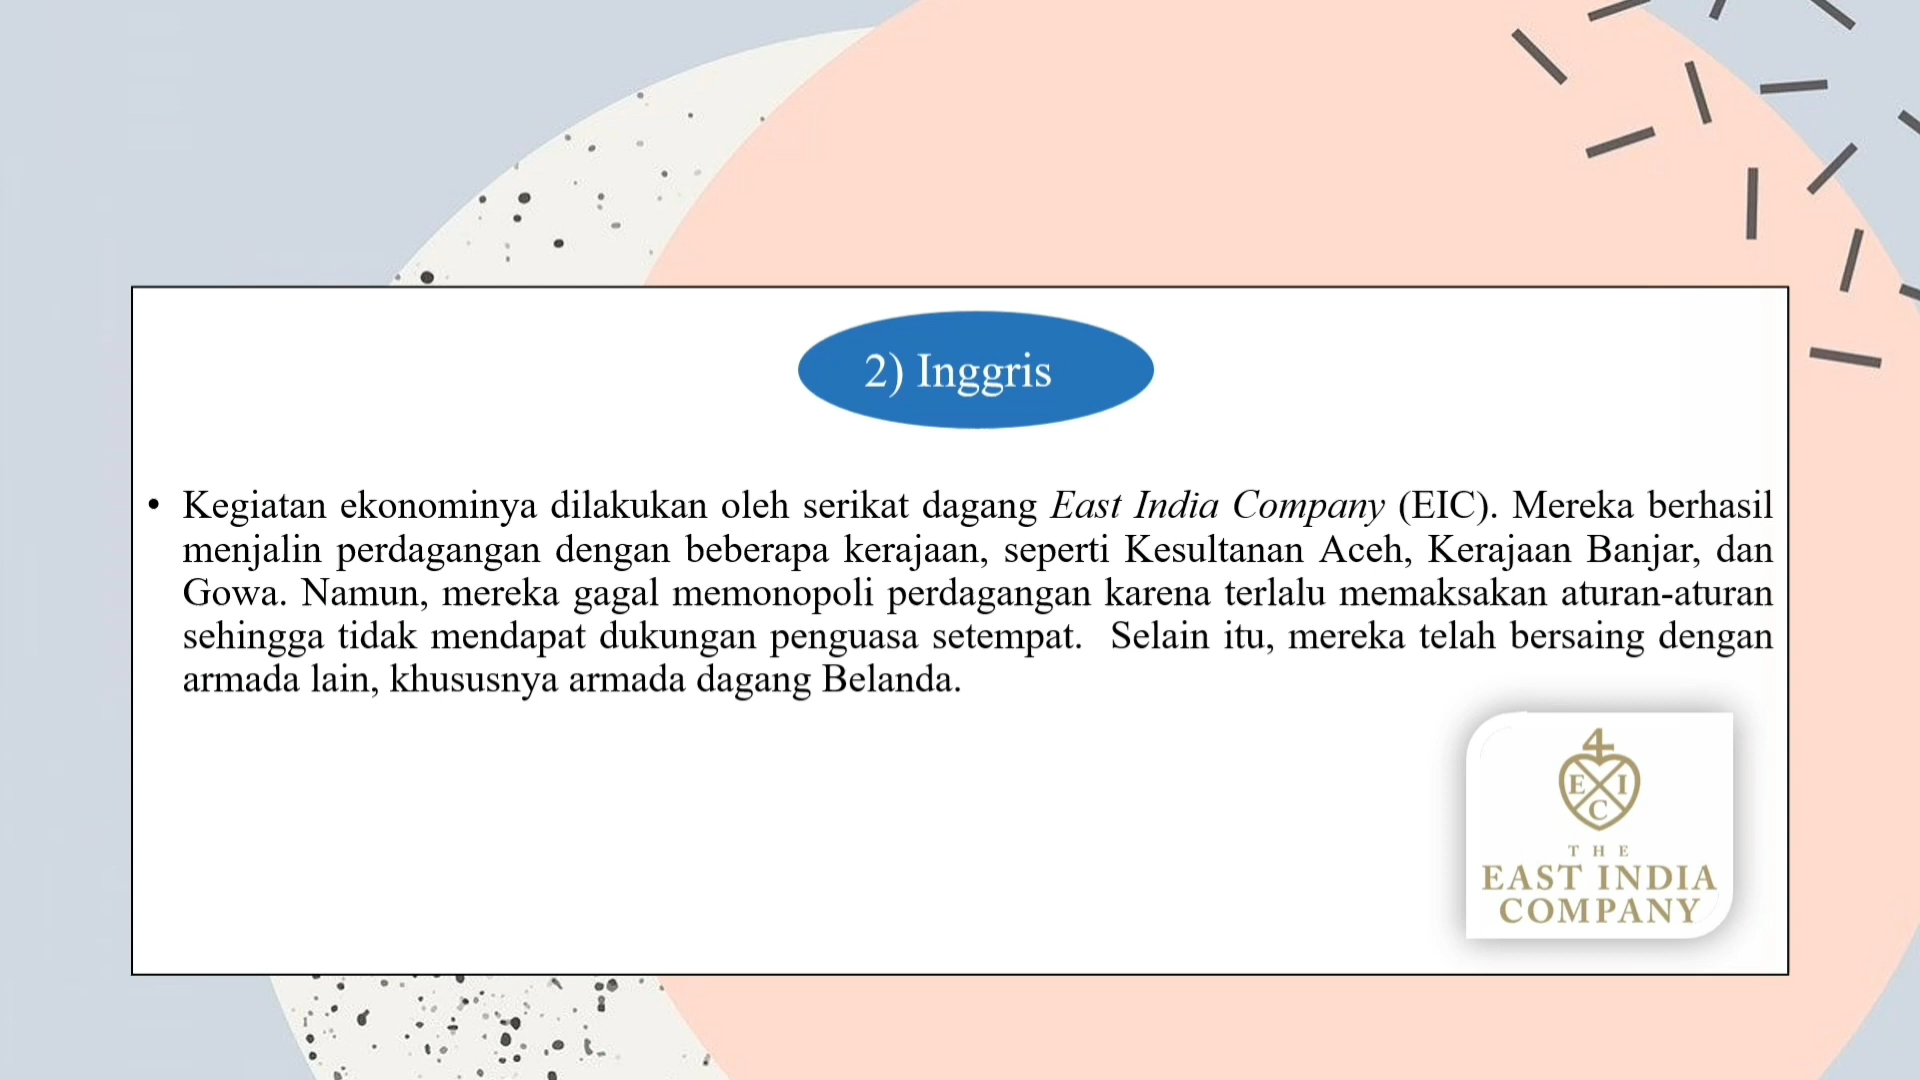 2) Inggris
• Kegiatan ekonominya dilakukan oleh serikat dagang East India Company (EIC). Mereka berhasil
menjalin perdagangan dengan beberapa kerajaan, seperti Kesultanan Aceh, Kerajaan Banjar, dan
Gowa. Namun, mereka gagal memonopoli perdagangan karena terlalu memaksakan aturan-aturan
sehingga tidak mendapat dukungan penguasa setempat.  Selain itu, mereka telah bersaing dengan
armada lain, khususnya armada dagang Belanda.
4
E I
C
THE
EAST INDIA
COMPANY